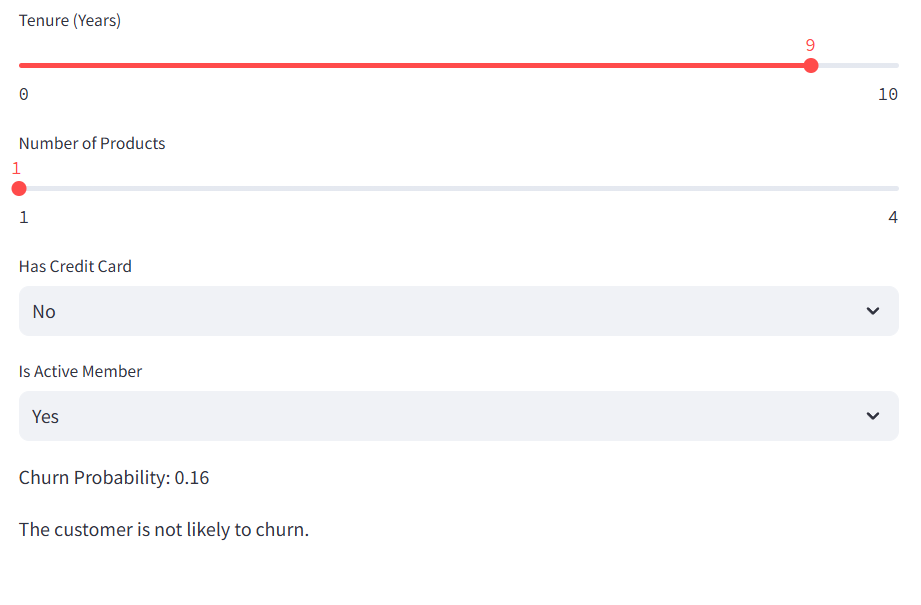 Tenure (Years)
9
0 10
Number of Products
1
1 4
Has Credit Card
No
Is Active Member
Yes
Churn Probability: 0.16
The customer is not likely to churn.